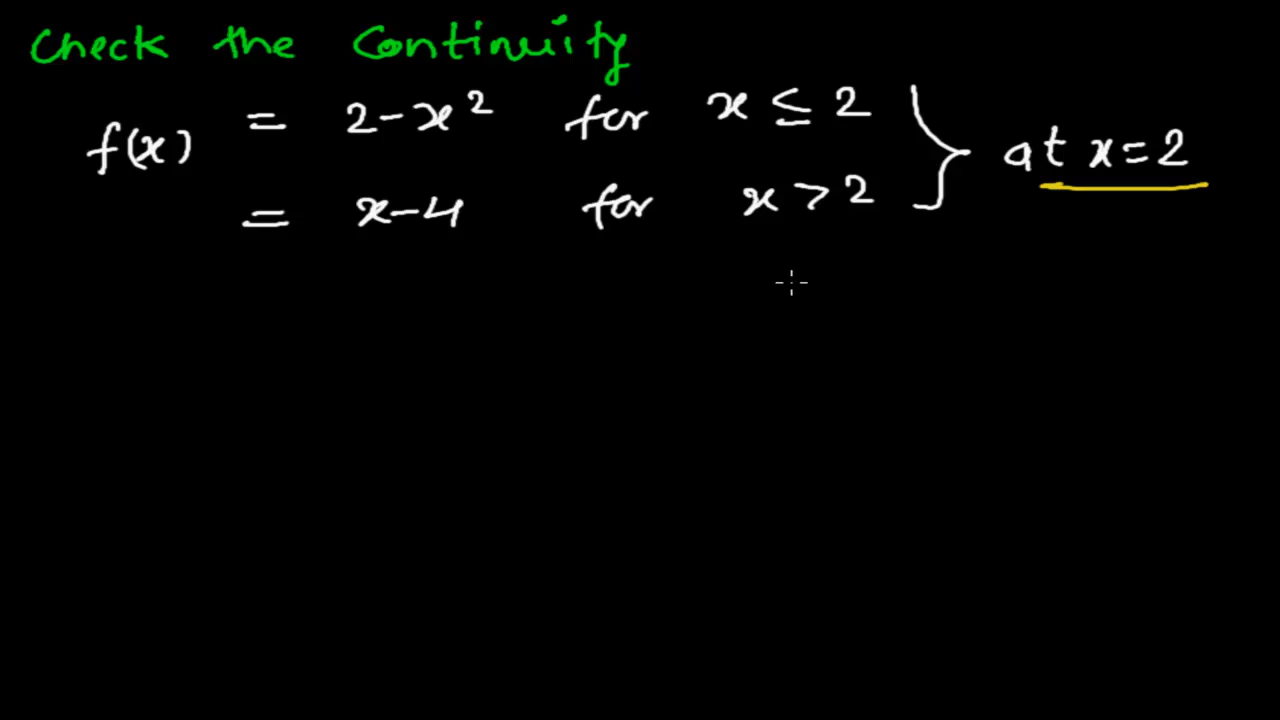 Check the Continuity
f(x) = 2-x² for x ≤ 2
= x-4 for x > 2 } at x=2